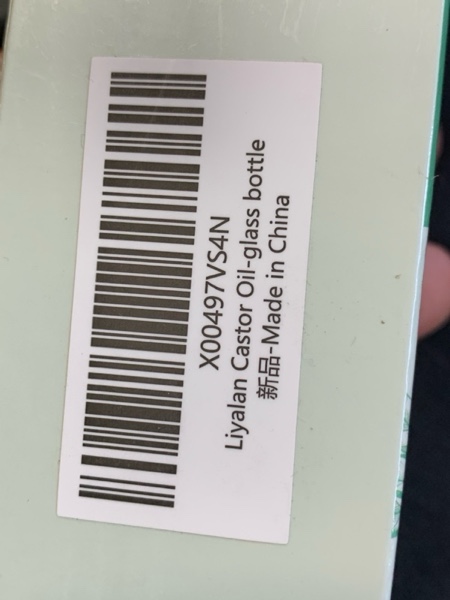 X00497VS4N
Liyalan Castor Oil-glass bottle
新品-Made in China